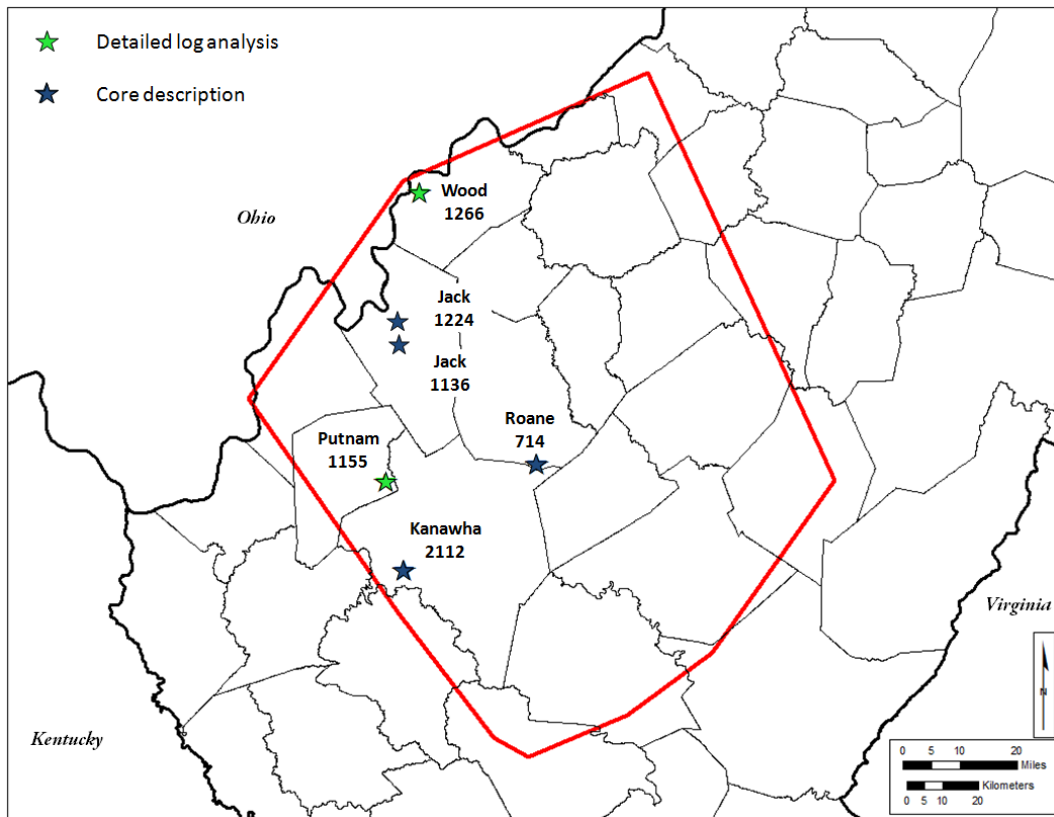 Detailed log analysis
Core description
Ohio
Wood
1266
Jack
1224
Jack
1136
Roane
714
Putnam
1155
Kanawha
2112
Virginia
Kentucky
N
0 5 10 20
Miles
Kilometers
0 5 10 20